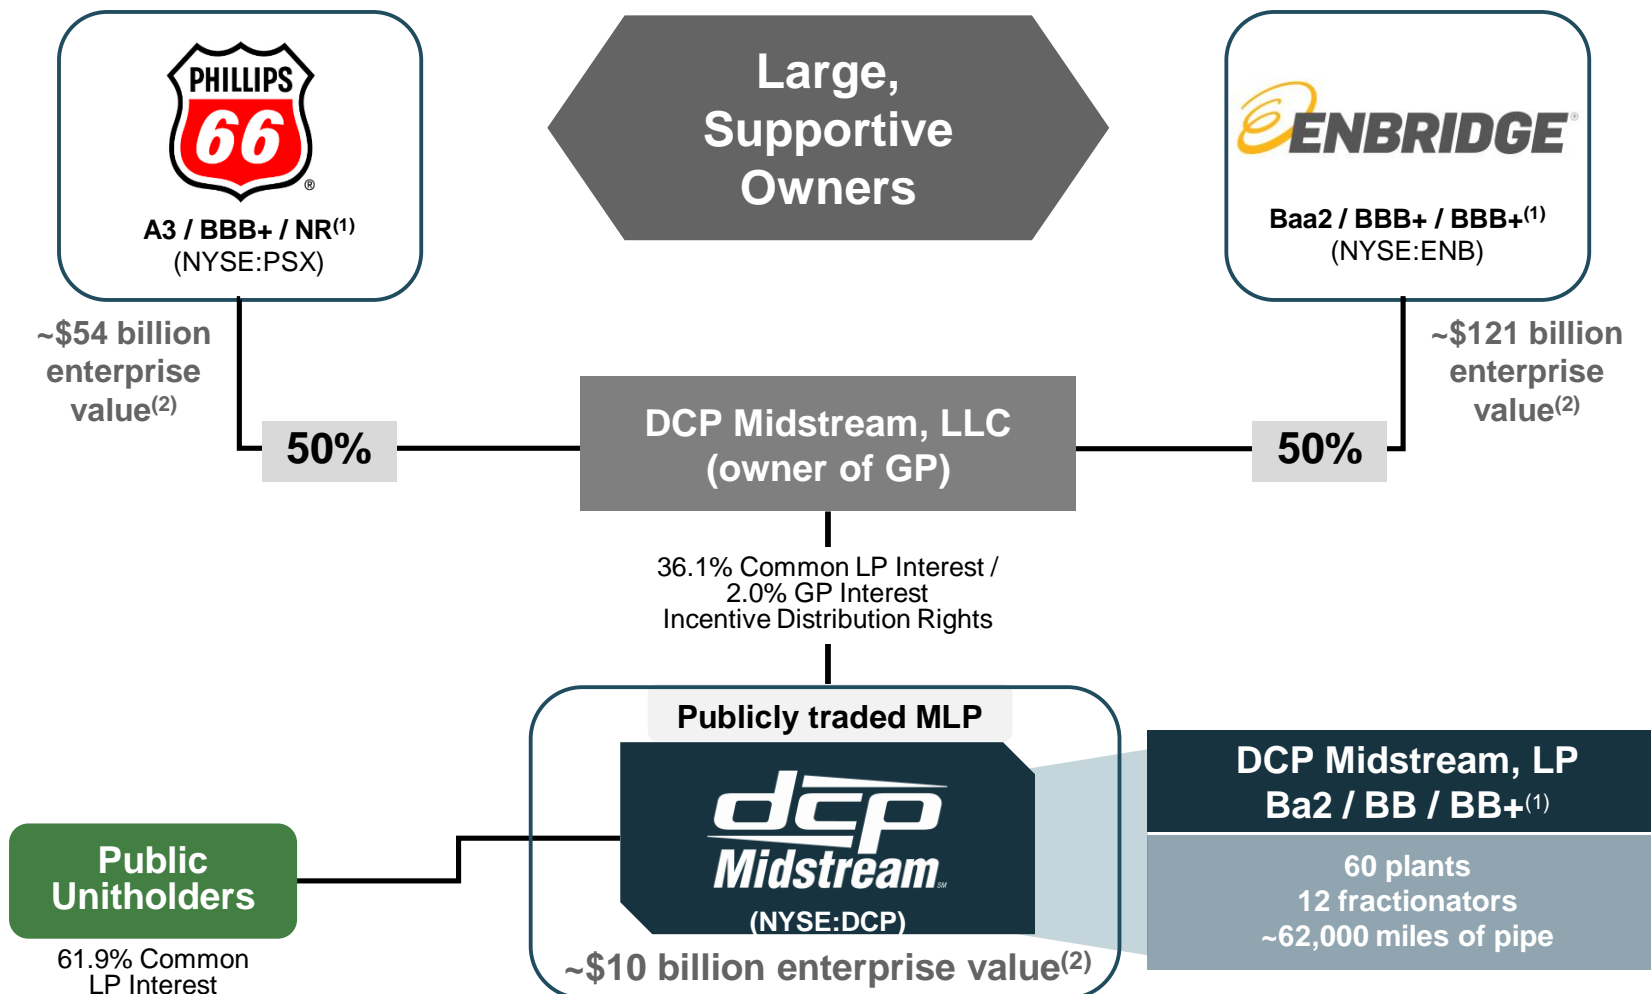 PHILLIPS
66
®
A3 / BBB+ / NR(1)
(NYSE:PSX)
Large,
Supportive
Owners
ENBRIDGE®
Baa2 / BBB+ / BBB+(1)
(NYSE:ENB)
~$54 billion
enterprise
value(2)
~$121 billion
enterprise
value(2)
50%
DCP Midstream, LLC
(owner of GP)
50%
36.1% Common LP Interest /
2.0% GP Interest
Incentive Distribution Rights
Publicly traded MLP
dcp
Midstream℠
(NYSE:DCP)
~$10 billion enterprise value(2)
DCP Midstream, LP
Ba2 / BB / BB+(1)
60 plants
12 fractionators
~62,000 miles of pipe
Public
Unitholders
61.9% Common
LP Interest